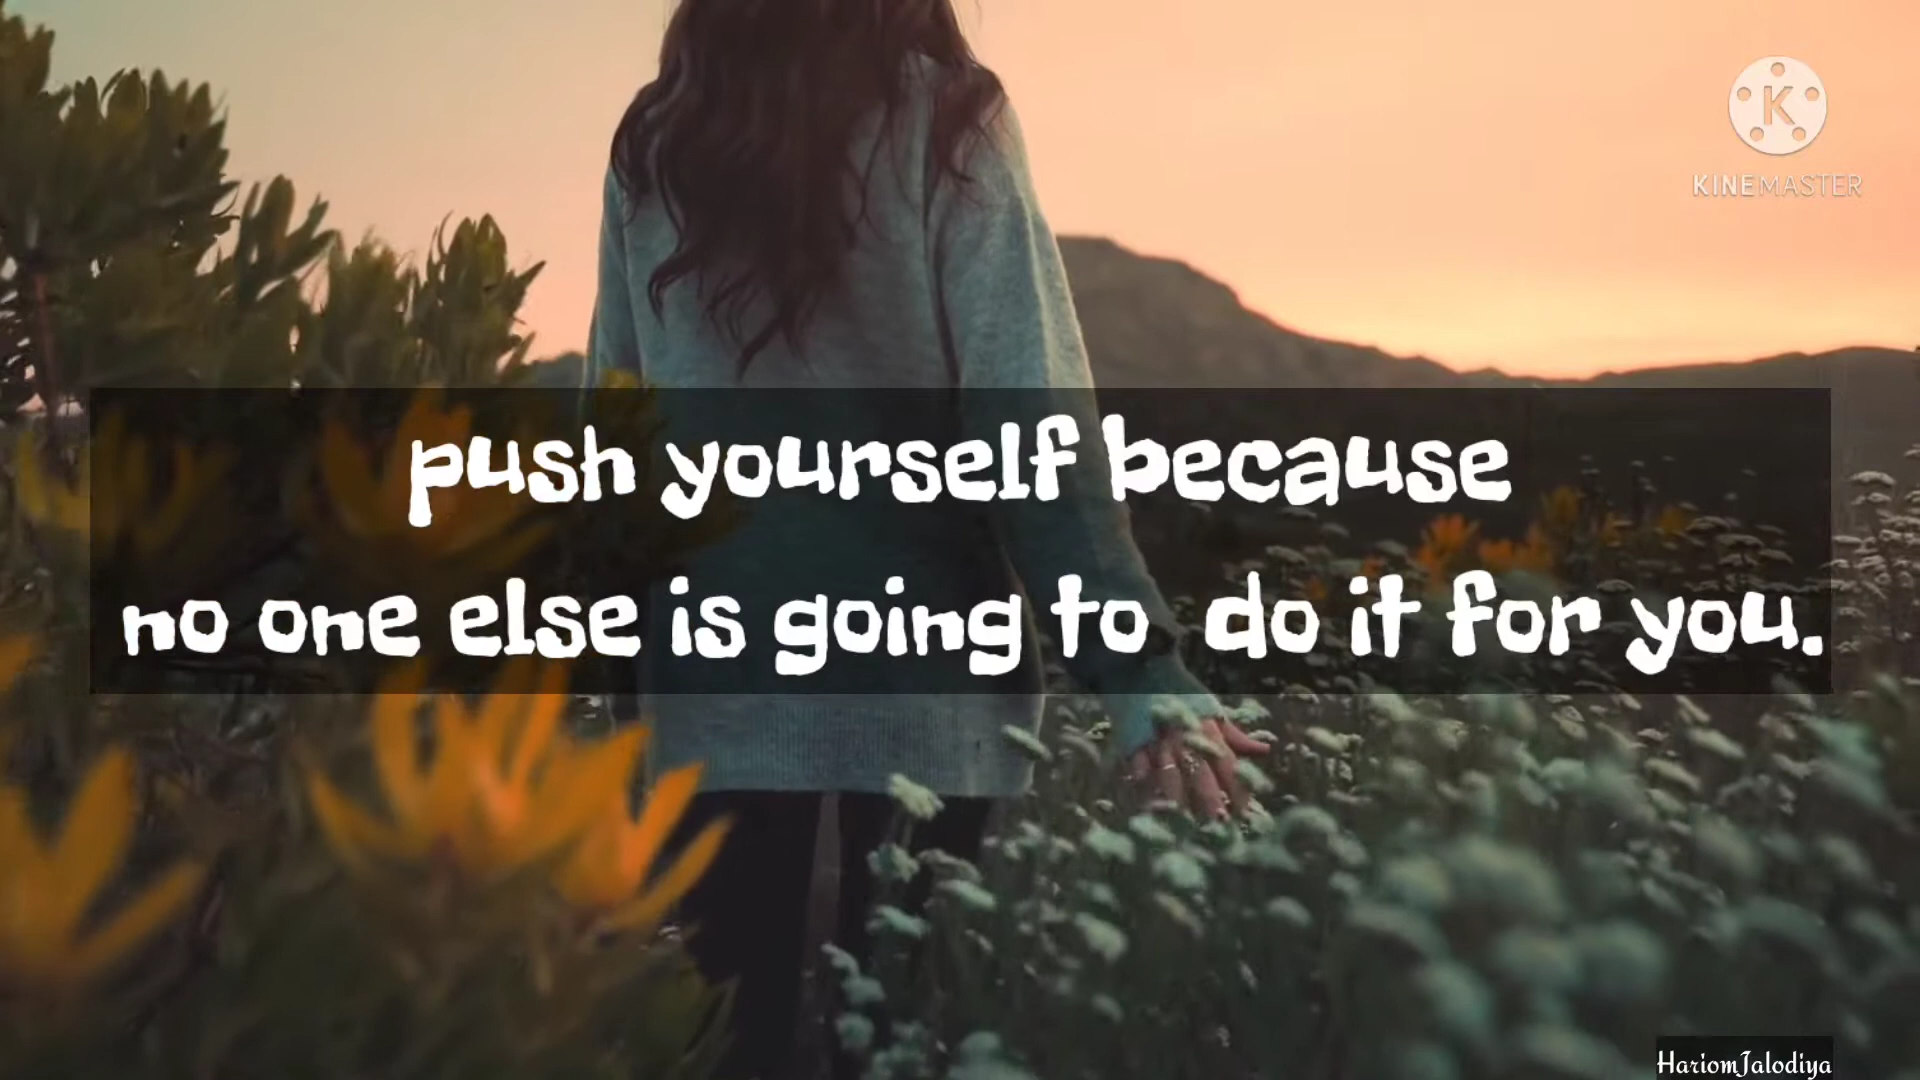 K
KINEMASTER
push yourself because
no one else is going to do it for you.
HariomJalodiya